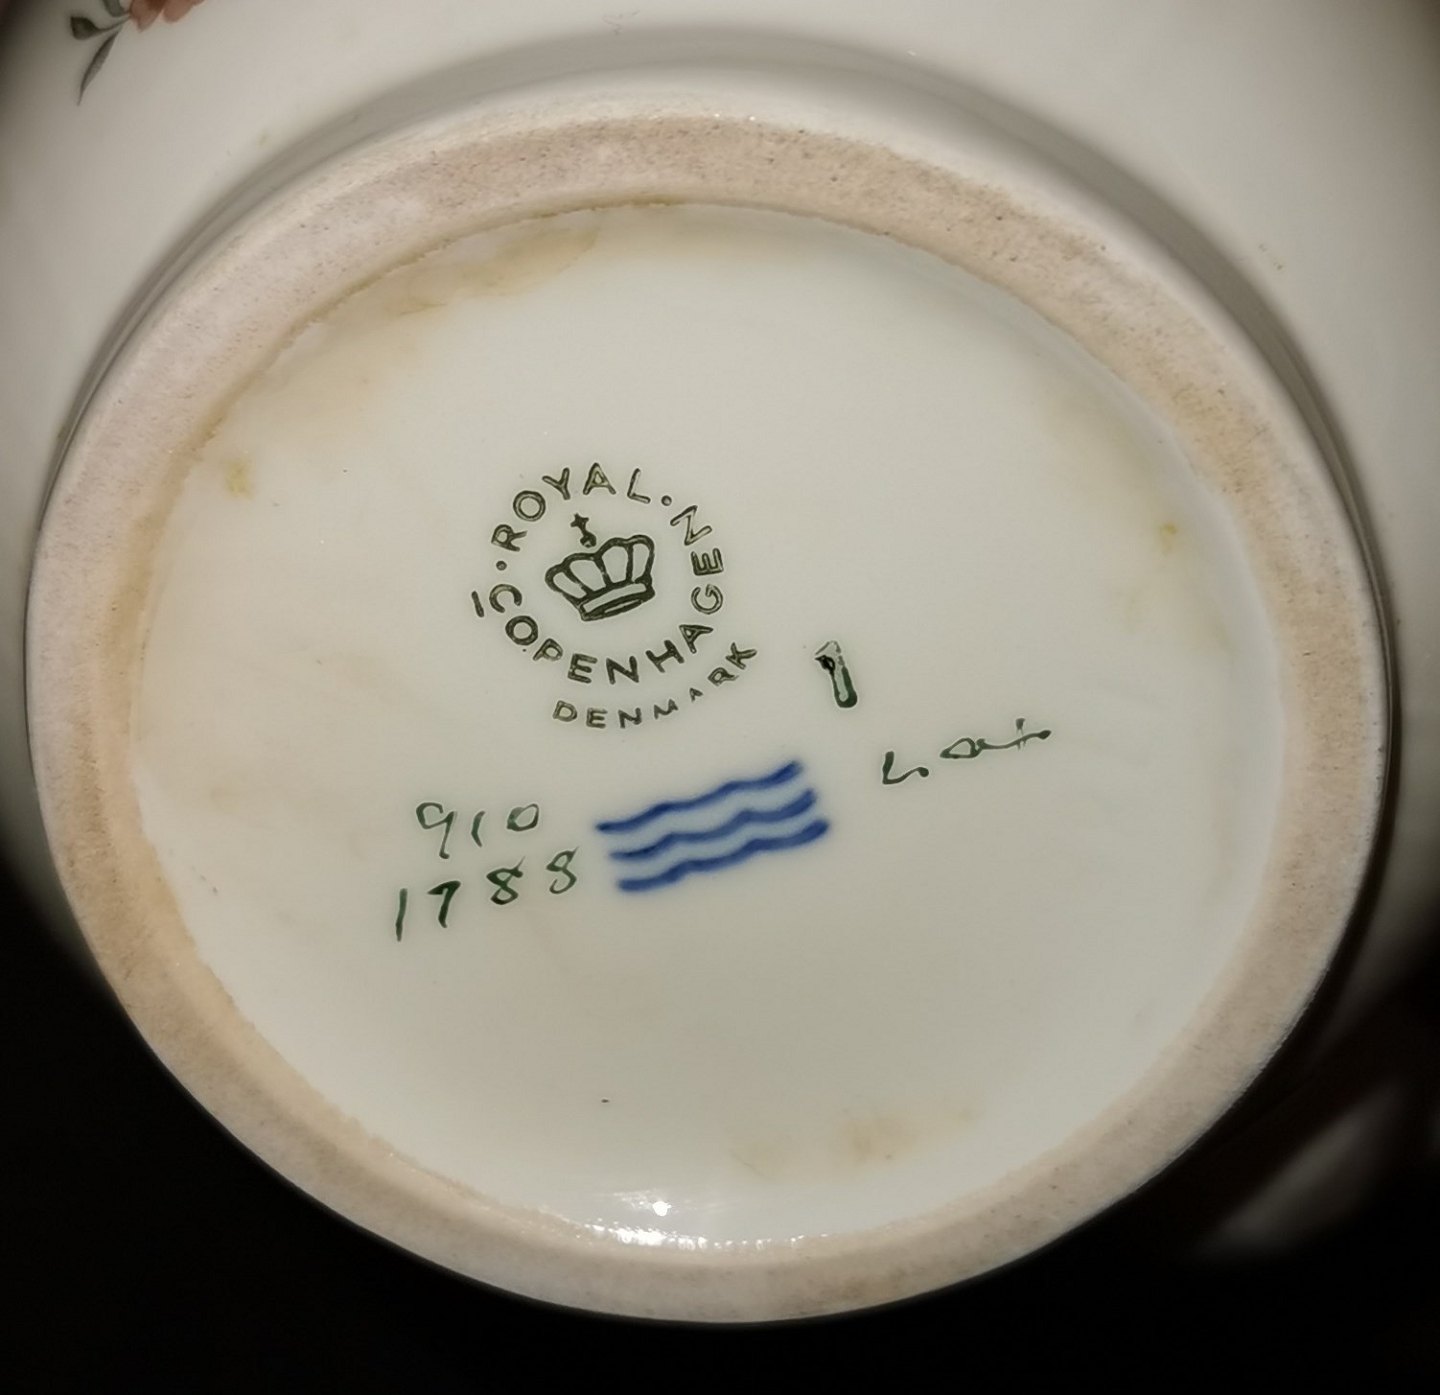 ROYAL · COPENHAGEN
DENMARK
910
1788